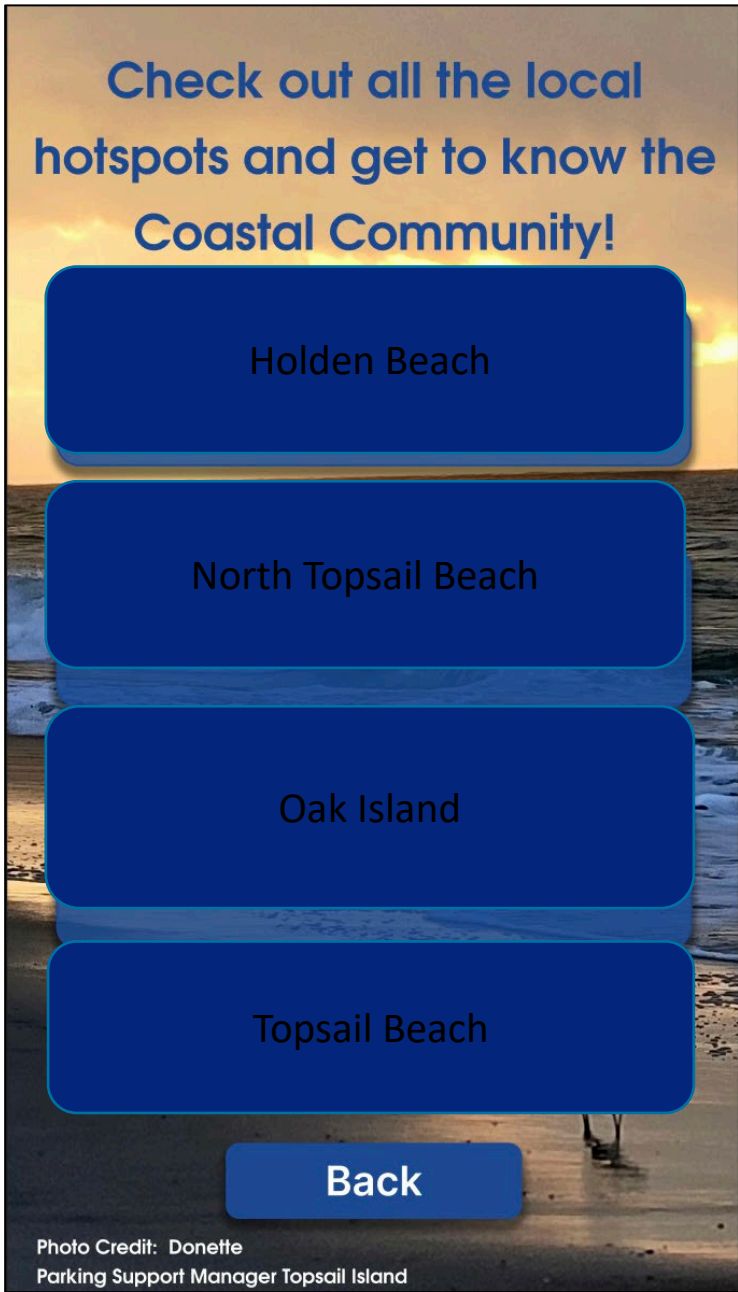 Check out all the local
hotspots and get to know the
Coastal Community!
Holden Beach
North Topsail Beach
Oak Island
Topsail Beach
Back
Photo Credit: Donette
Parking Support Manager Topsail Island